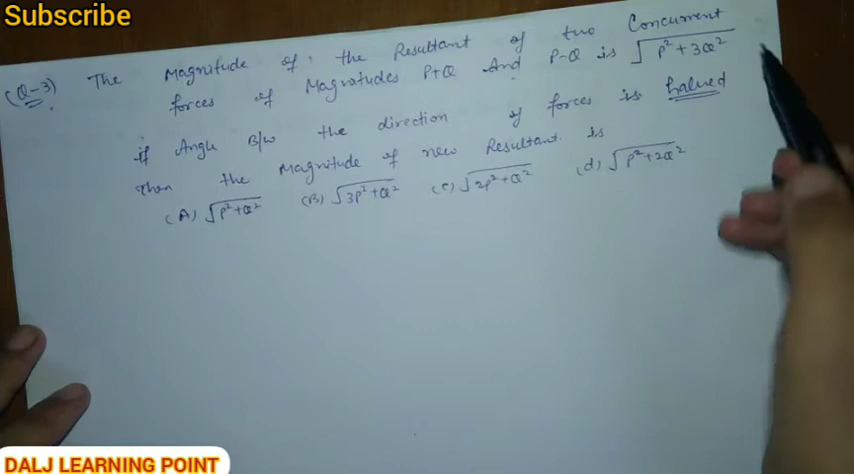 Subscribe
(Q-3) The Magnitude of the Resultant of two Concurrent
forces of Magnitudes P+Q And P-Q is √P²+3Q²
if Angle B/w the direction of forces is halved
then the Magnitude of new Resultant is
(A) √P²+Q² (B) √3P²+Q² (C) √2P²+Q² (d) √P²+2Q²
DALJ LEARNING POINT